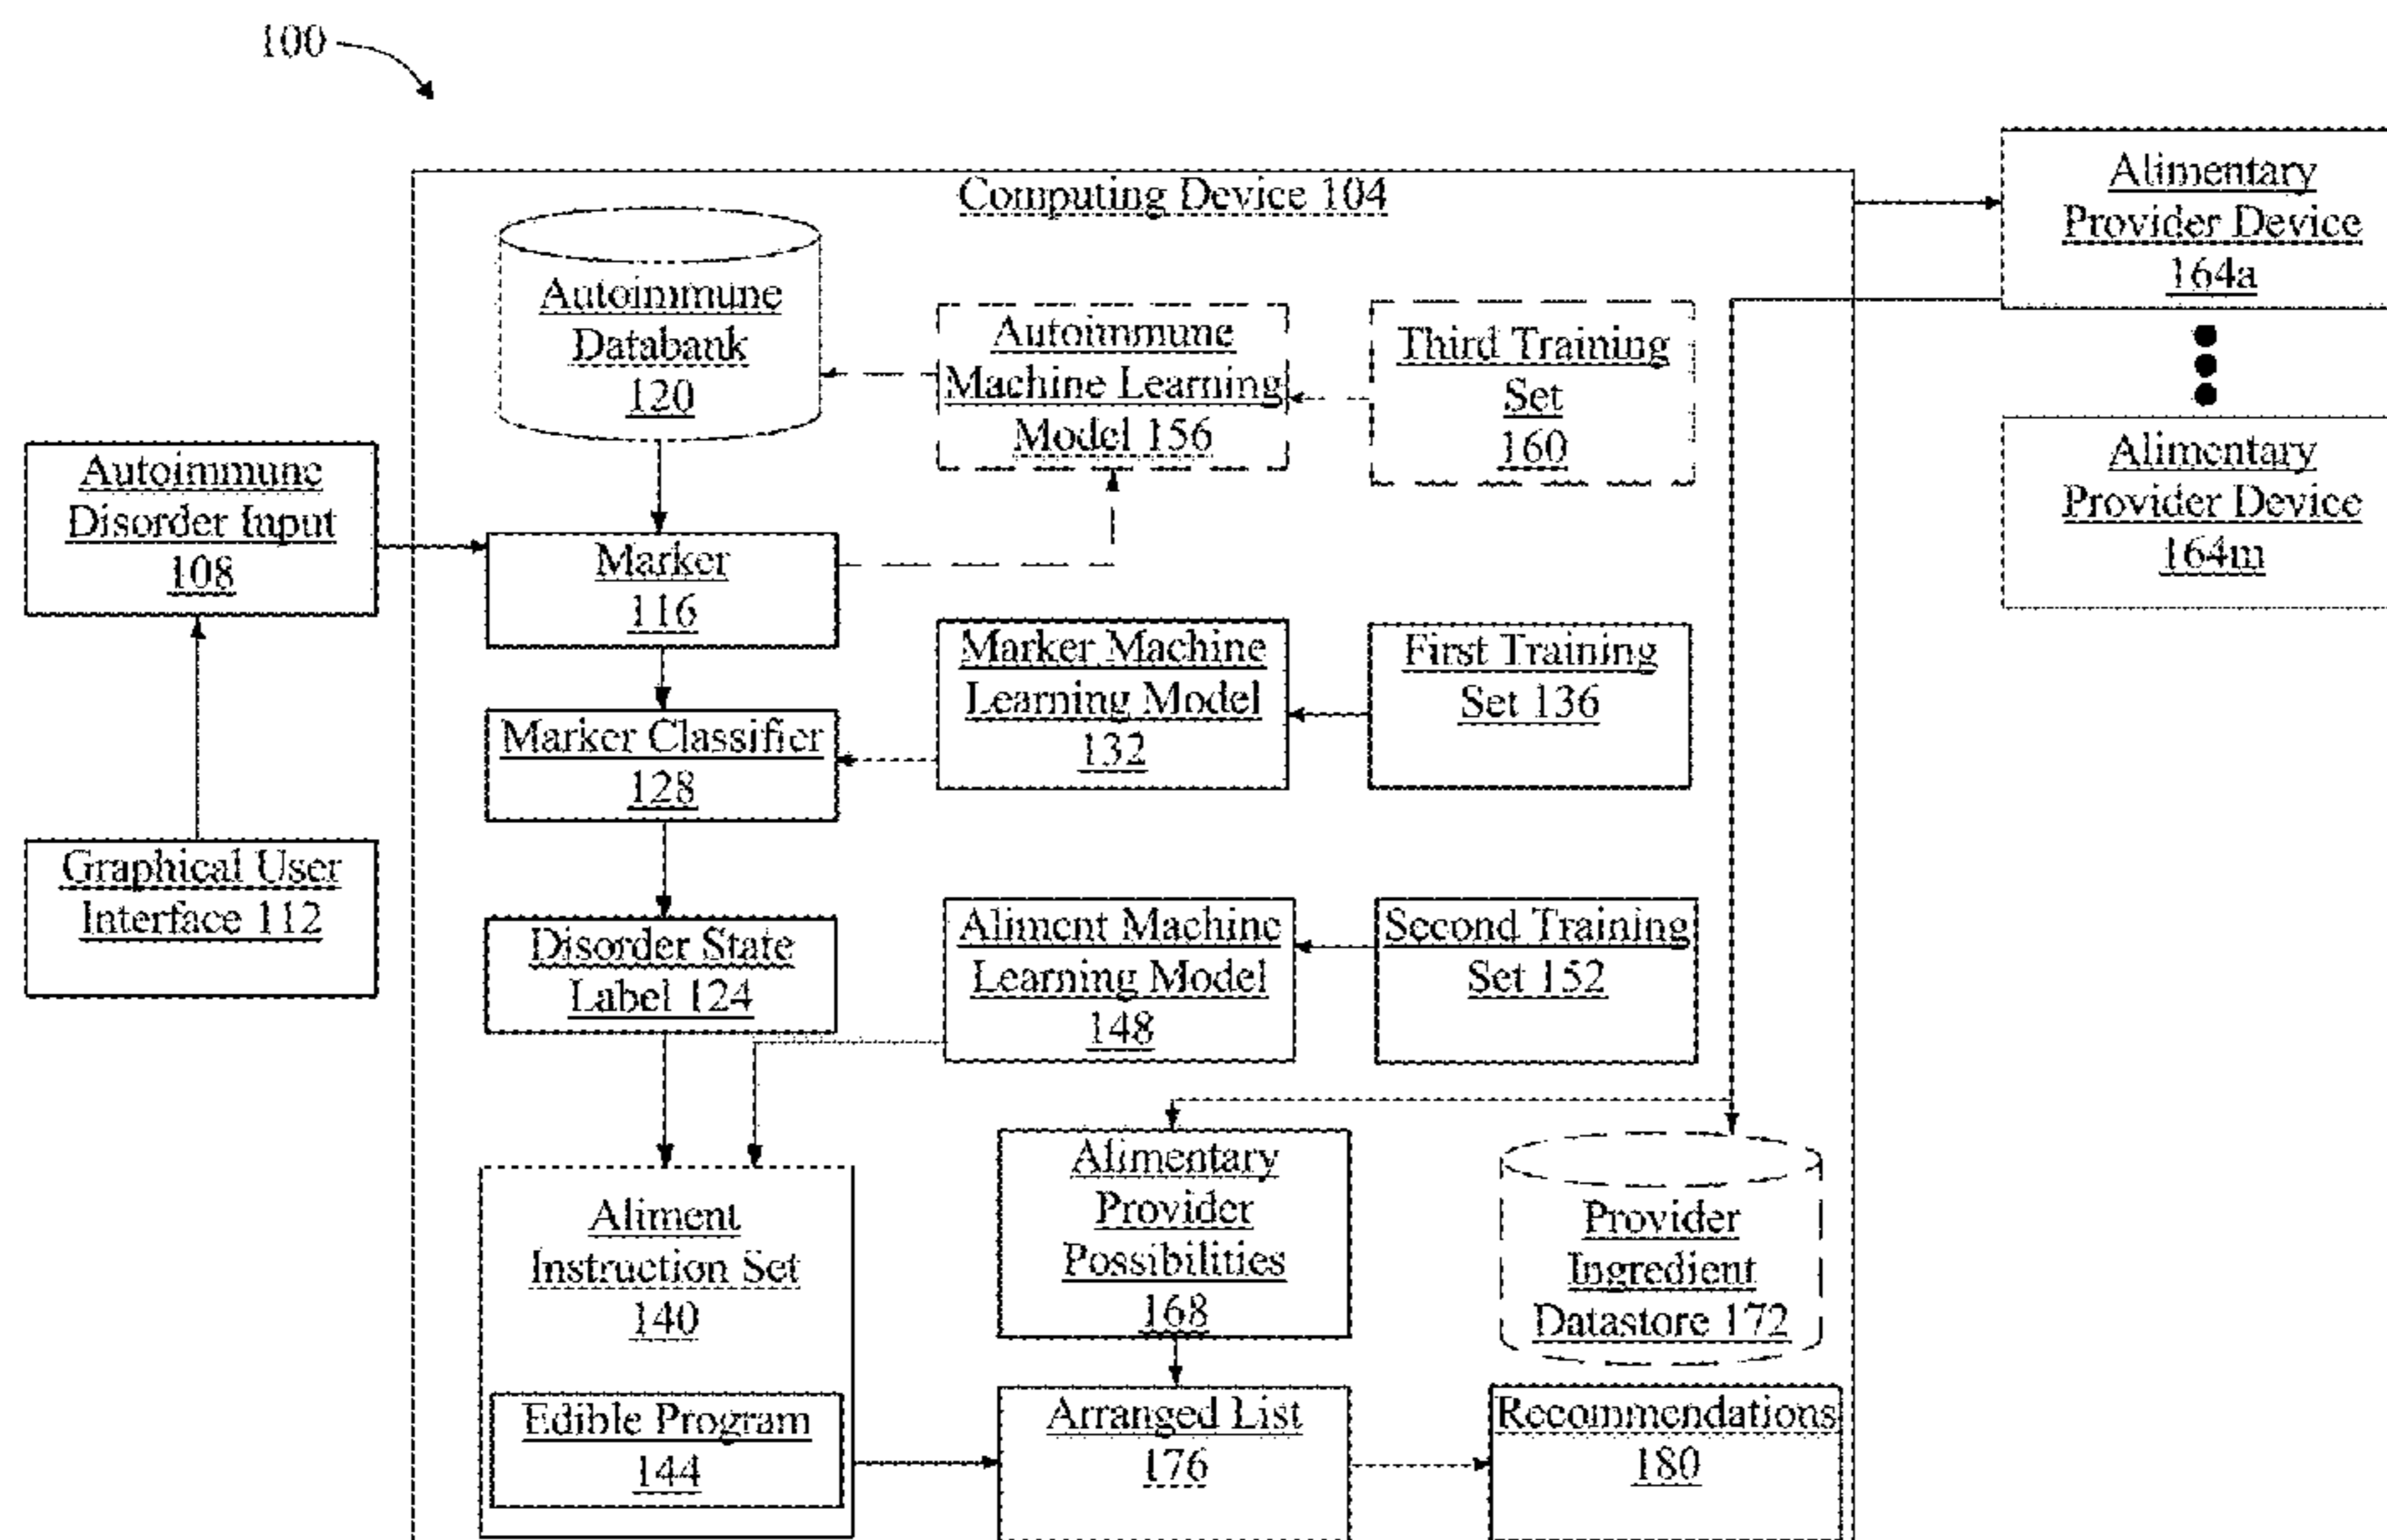 100
Computing Device 104
Alimentary
Provider Device
164a
Autoimmune
Databank
120
Autoimmune
Machine Learning
Model 156
Third Training
Set
160
Alimentary
Provider Device
164m
Autoimmune
Disorder Input
108
Marker
116
Marker Machine
Learning Model
132
First Training
Set 136
Marker Classifier
128
Graphical User
Interface 112
Disorder State
Label 124
Aliment Machine
Learning Model
148
Second Training
Set 152
Aliment
Instruction Set
140
Alimentary
Provider
Possibilities
168
Provider
Ingredient
Datastore 172
Edible Program
144
Arranged List
176
Recommendations
180